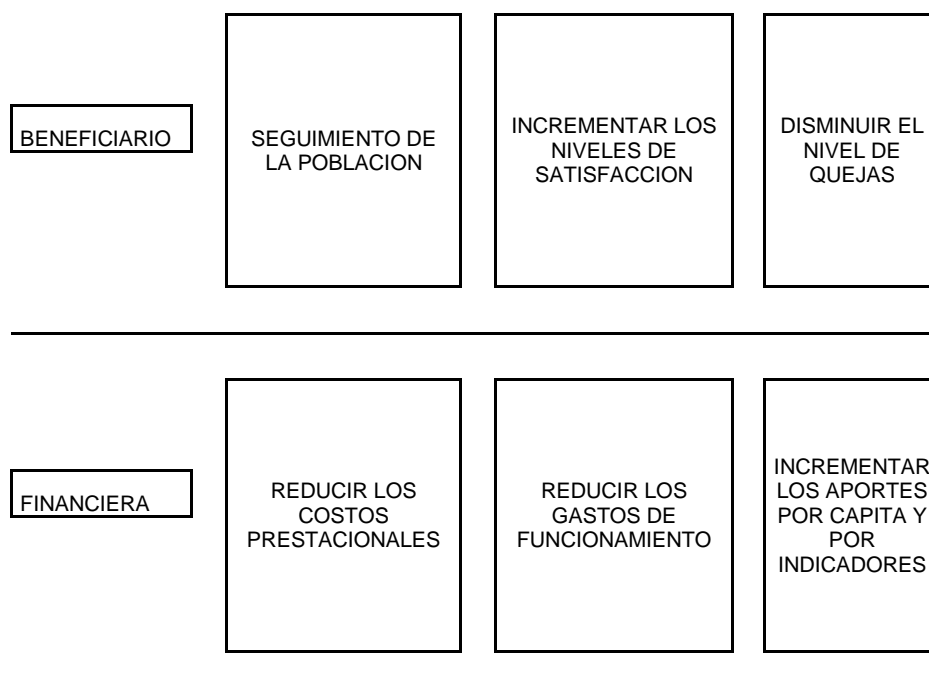 BENEFICIARIO
SEGUIMIENTO DE
LA POBLACION
INCREMENTAR LOS
NIVELES DE
SATISFACCION
DISMINUIR EL
NIVEL DE
QUEJAS
FINANCIERA
REDUCIR LOS
COSTOS
PRESTACIONALES
REDUCIR LOS
GASTOS DE
FUNCIONAMIENTO
INCREMENTAR
LOS APORTES
POR CAPITA Y
POR
INDICADORES